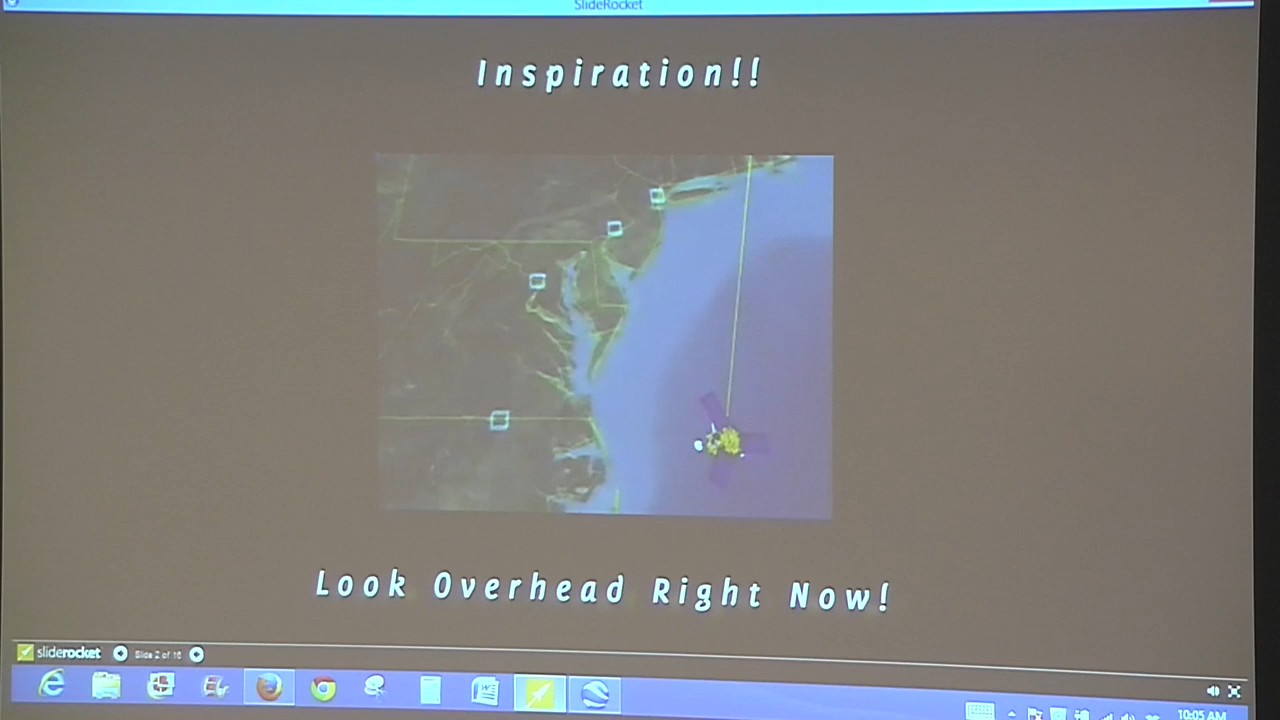 SlideRocket
Inspiration!!
Look Overhead Right Now!
sliderocket
Slide 2 of 16
10:05 AM